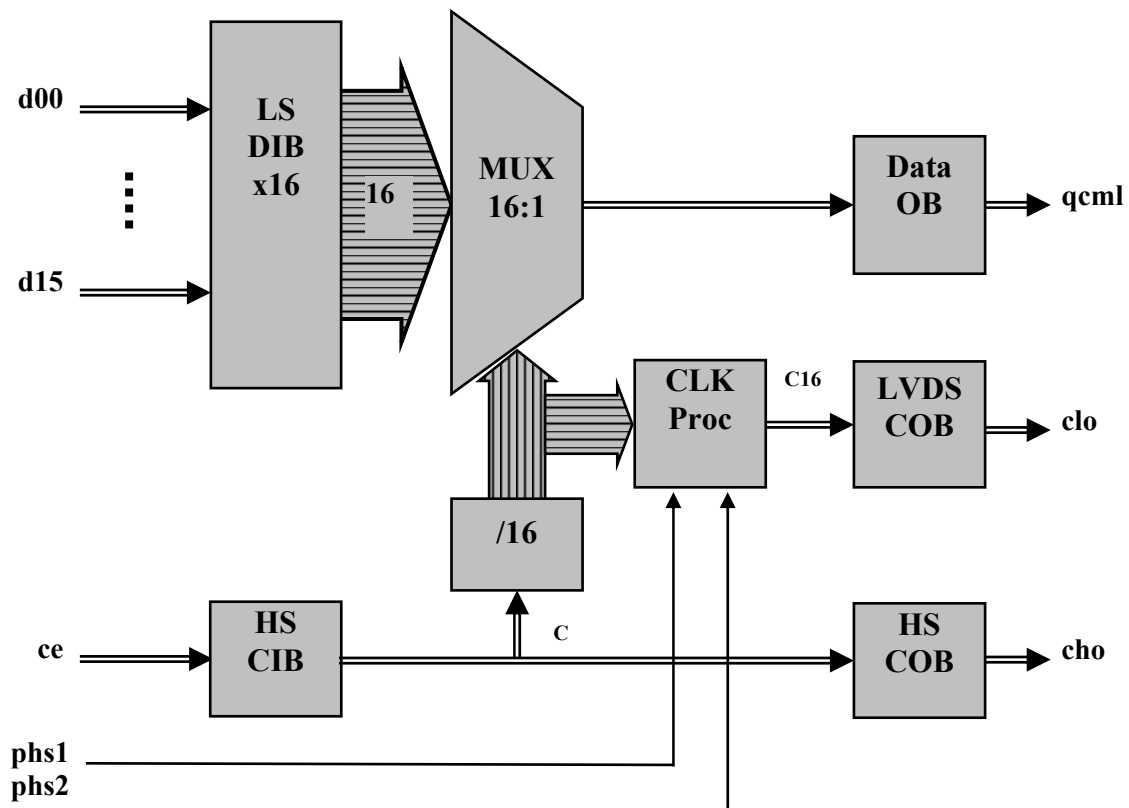 d00
d15
LS
DIB
x16
16
MUX
16:1
Data
OB
qcml
CLK
Proc
C16
LVDS
COB
clo
/16
ce
HS
CIB
C
HS
COB
cho
phs1
phs2